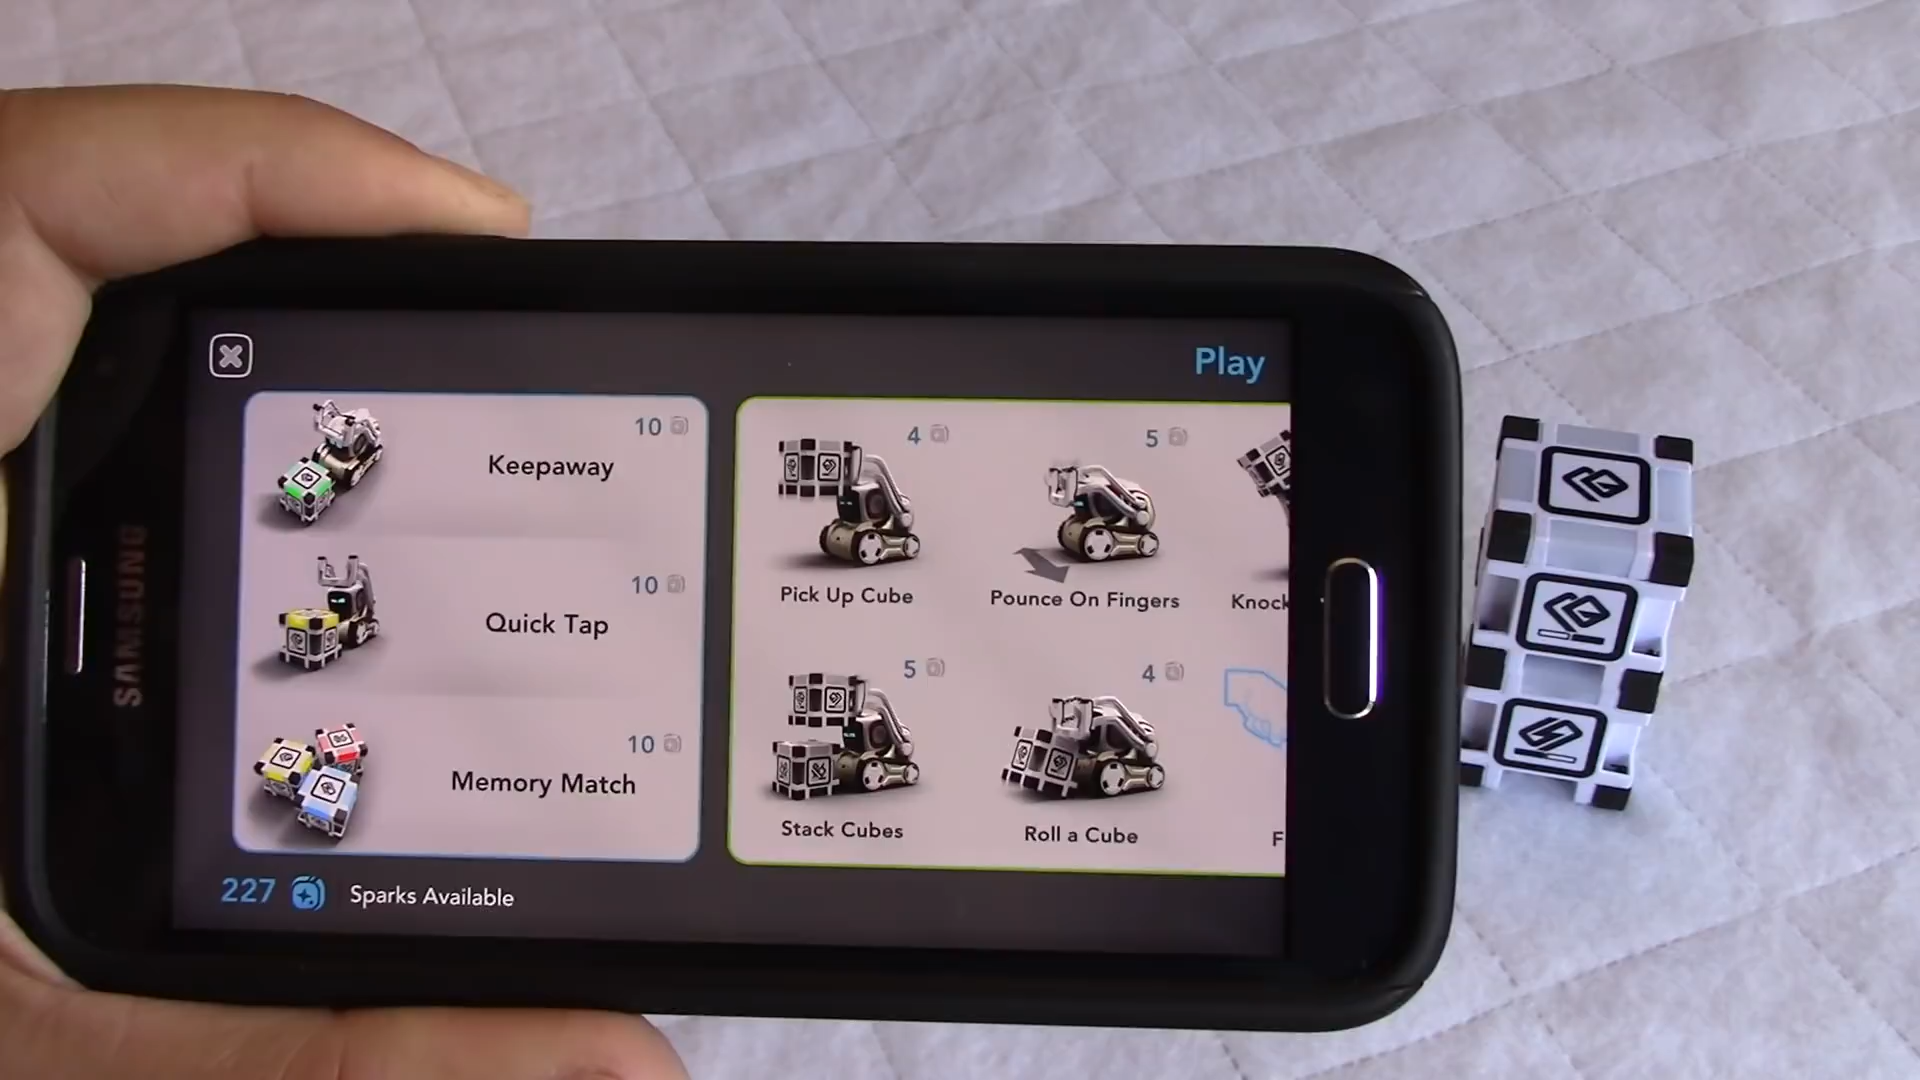 SAMSUNG
Play
10
Keepaway
10
Quick Tap
10
Memory Match
4
Pick Up Cube
5
Pounce On Fingers
Knock
5
Stack Cubes
4
Roll a Cube
F
227 Sparks Available